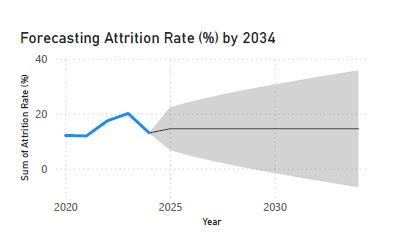 Forecasting Attrition Rate (%) by 2034
Sum of Attrition Rate (%)
40
20
0
2020
2025
2030
Year